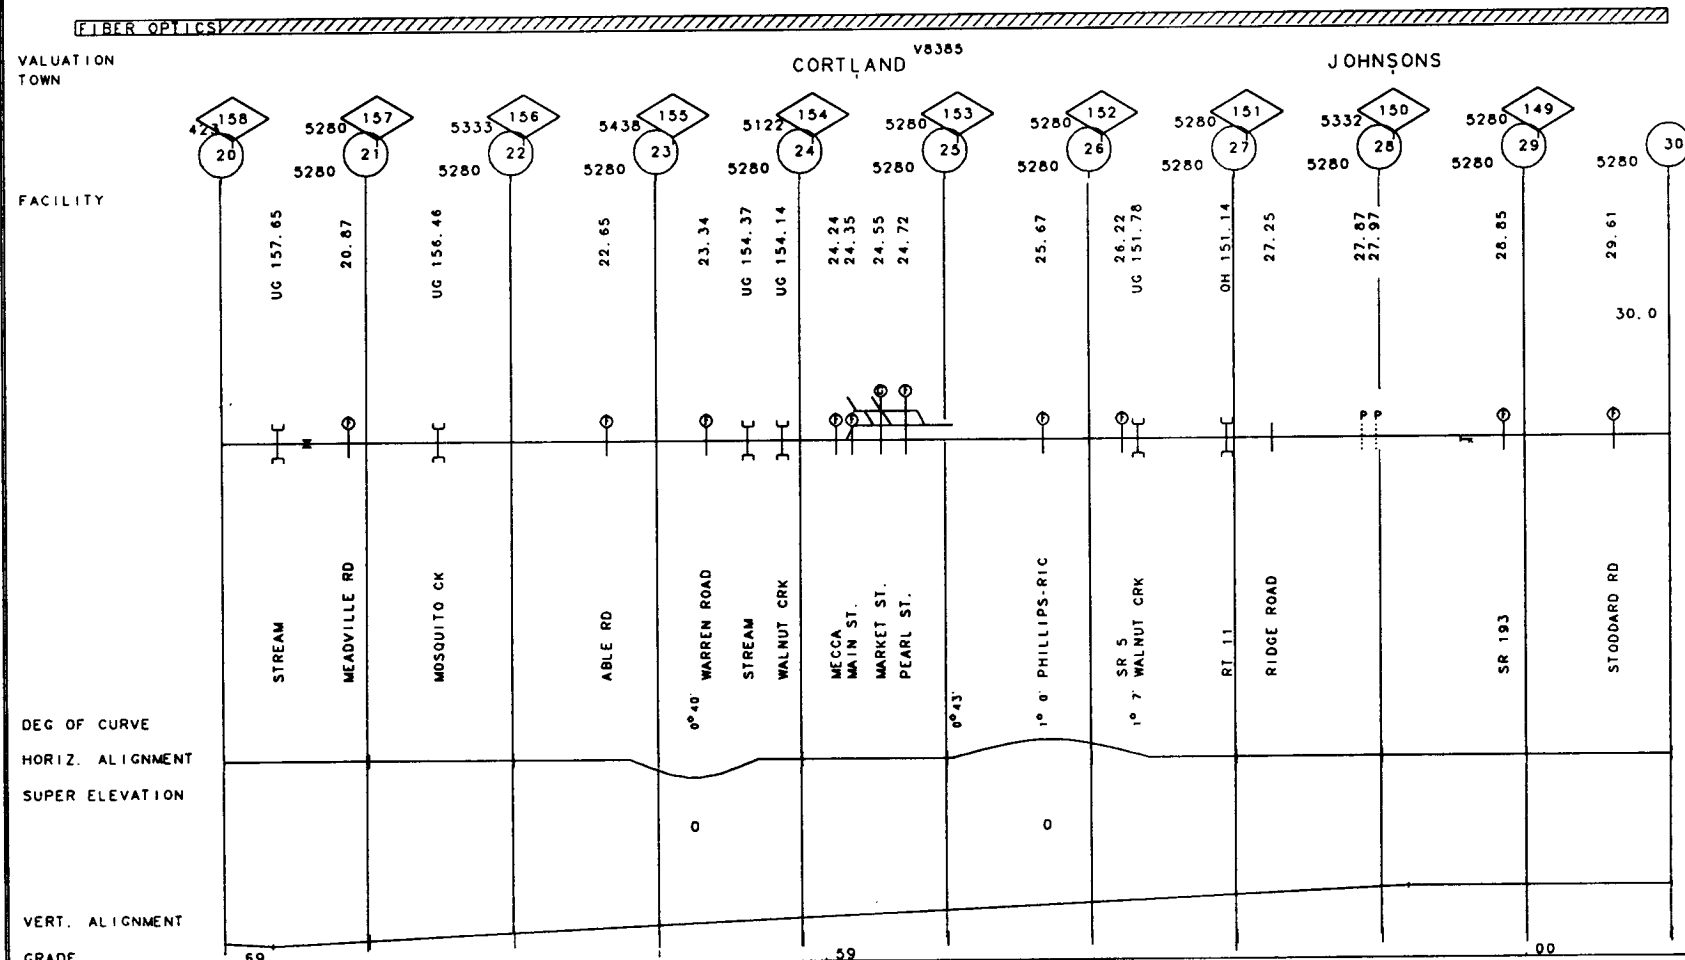 FIBER OPTICS
VALUATION V8385
TOWN CORTLAND JOHNSONS
158 157 156 155 154 153 152 151 150 149
5280 5333 5438 5122 5280 5280 5280 5332 5280
20 21 22 23 24 25 26 27 28 29 30
5280 5280 5280 5280 5280 5280 5280 5280 5280 5280
FACILITY
UG 157.65
20.87
UG 156.46
22.65
23.34
UG 154.37
UG 154.14
24.24
24.35
24.55
24.72
25.67
26.22
UG 151.78
OH 151.14
27.25
27.87
27.97
28.85
29.61
30.0
F F F F F F G F F F P P F F
STREAM
MEADVILLE RD
MOSQUITO CK
ABLE RD
WARREN ROAD
STREAM
WALNUT CRK
MECCA
MAIN ST.
MARKET ST.
PEARL ST.
PHILLIPS-RIC
SR 5
WALNUT CRK
RT 11
RIDGE ROAD
SR 193
STODDARD RD
DEG OF CURVE
0° 40'
0° 43'
1° 0'
1° 7'
HORIZ. ALIGNMENT
SUPER ELEVATION
0 0
VERT. ALIGNMENT
GRADE .69 .59 .00